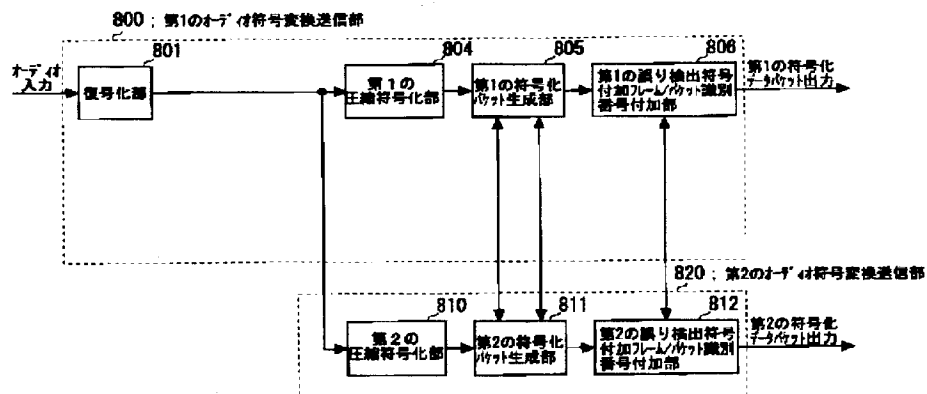 800 ; 第1のオーディオ符号変換送信部
801
804
805
806
オーディオ
入力
復号化部
第1の
圧縮符号化部
第1の符号化
パケット生成部
第1の誤り検出符号
付加フレーム/パケット識別
番号付加部
第1の符号化
データパケット出力
820 ; 第2のオーディオ符号変換送信部
810
811
812
第2の
圧縮符号化部
第2の符号化
パケット生成部
第2の誤り検出符号
付加フレーム/パケット識別
番号付加部
第2の符号化
データパケット出力